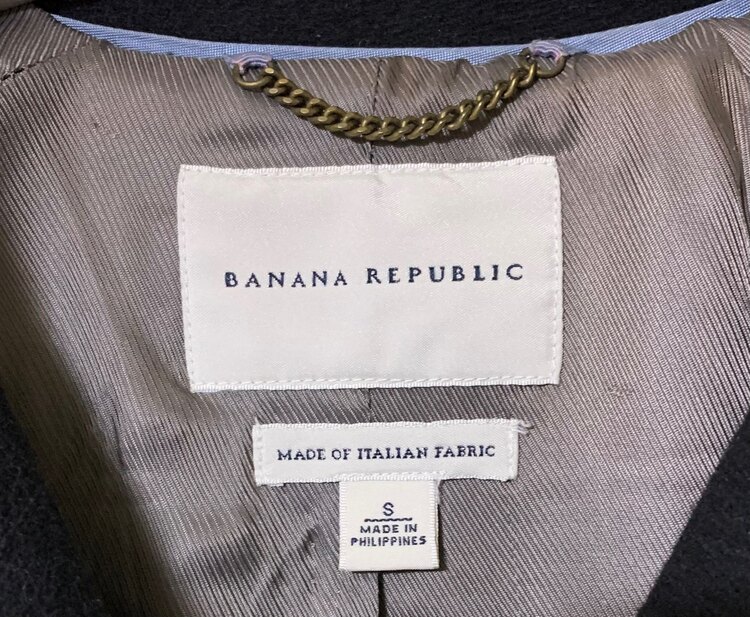 BANANA REPUBLIC
MADE OF ITALIAN FABRIC
S
MADE IN
PHILIPPINES